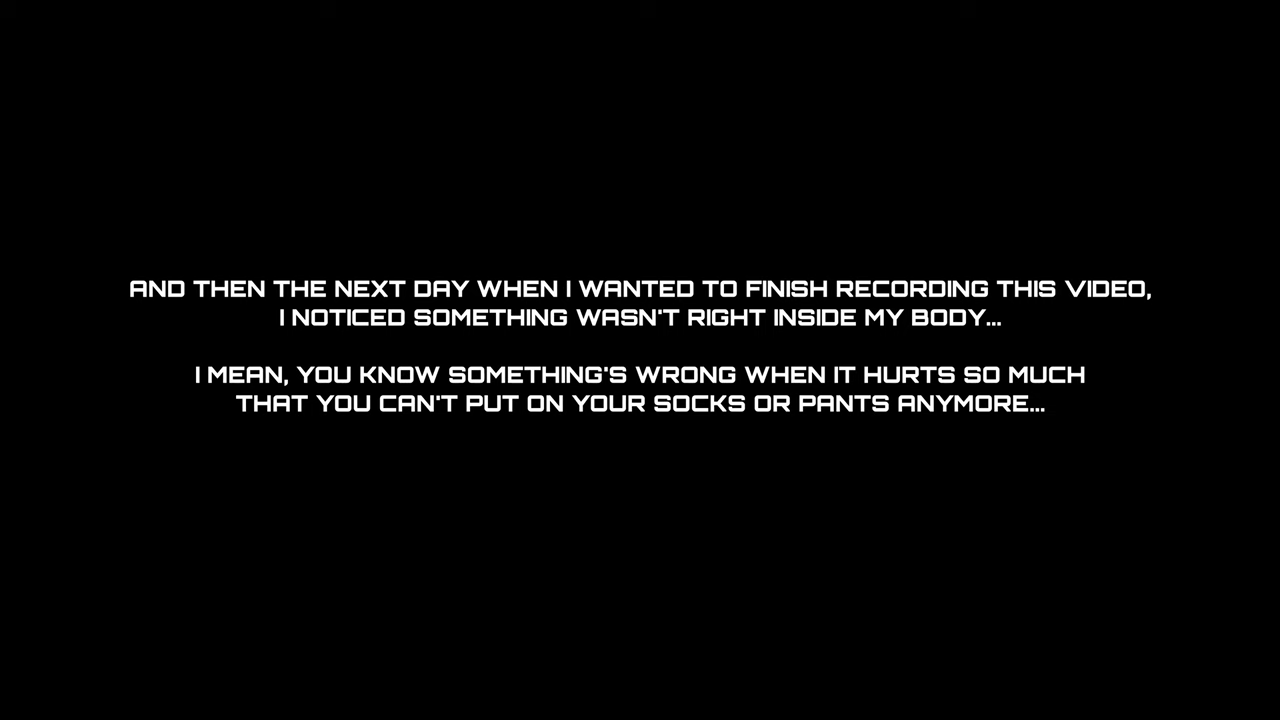 AND THEN THE NEXT DAY WHEN I WANTED TO FINISH RECORDING THIS VIDEO,
I NOTICED SOMETHING WASN'T RIGHT INSIDE MY BODY...
I MEAN, YOU KNOW SOMETHING'S WRONG WHEN IT HURTS SO MUCH
THAT YOU CAN'T PUT ON YOUR SOCKS OR PANTS ANYMORE...